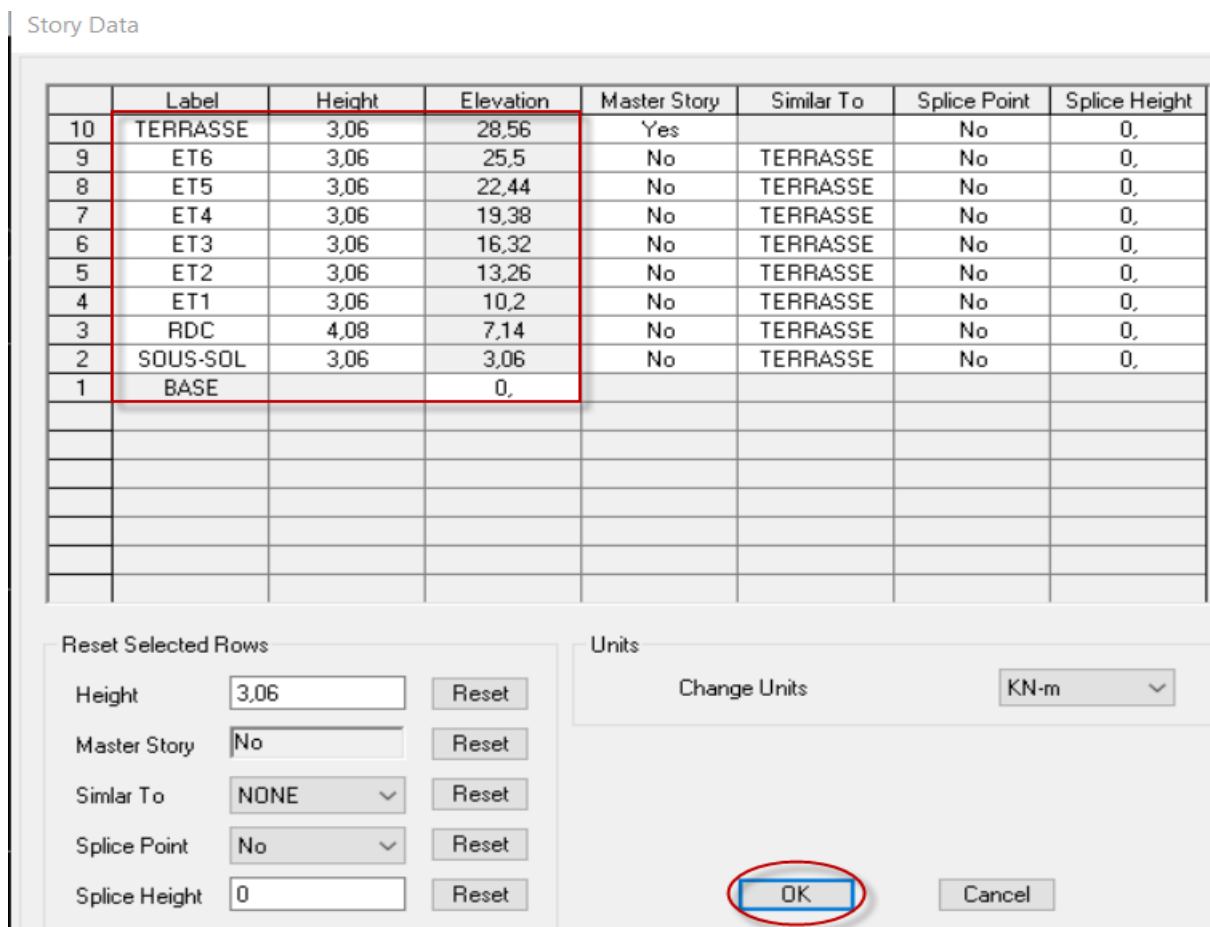 Story Data
Label Height Elevation Master Story Similar To Splice Point Splice Height
10 TERRASSE 3,06 28,56 Yes No 0,
9 ET6 3,06 25,5 No TERRASSE No 0,
8 ET5 3,06 22,44 No TERRASSE No 0,
7 ET4 3,06 19,38 No TERRASSE No 0,
6 ET3 3,06 16,32 No TERRASSE No 0,
5 ET2 3,06 13,26 No TERRASSE No 0,
4 ET1 3,06 10,2 No TERRASSE No 0,
3 RDC 4,08 7,14 No TERRASSE No 0,
2 SOUS-SOL 3,06 3,06 No TERRASSE No 0,
1 BASE 0,
Reset Selected Rows
Height 3,06 Reset
Master Story No Reset
Simlar To NONE Reset
Splice Point No Reset
Splice Height 0 Reset
Units
Change Units KN-m
OK Cancel